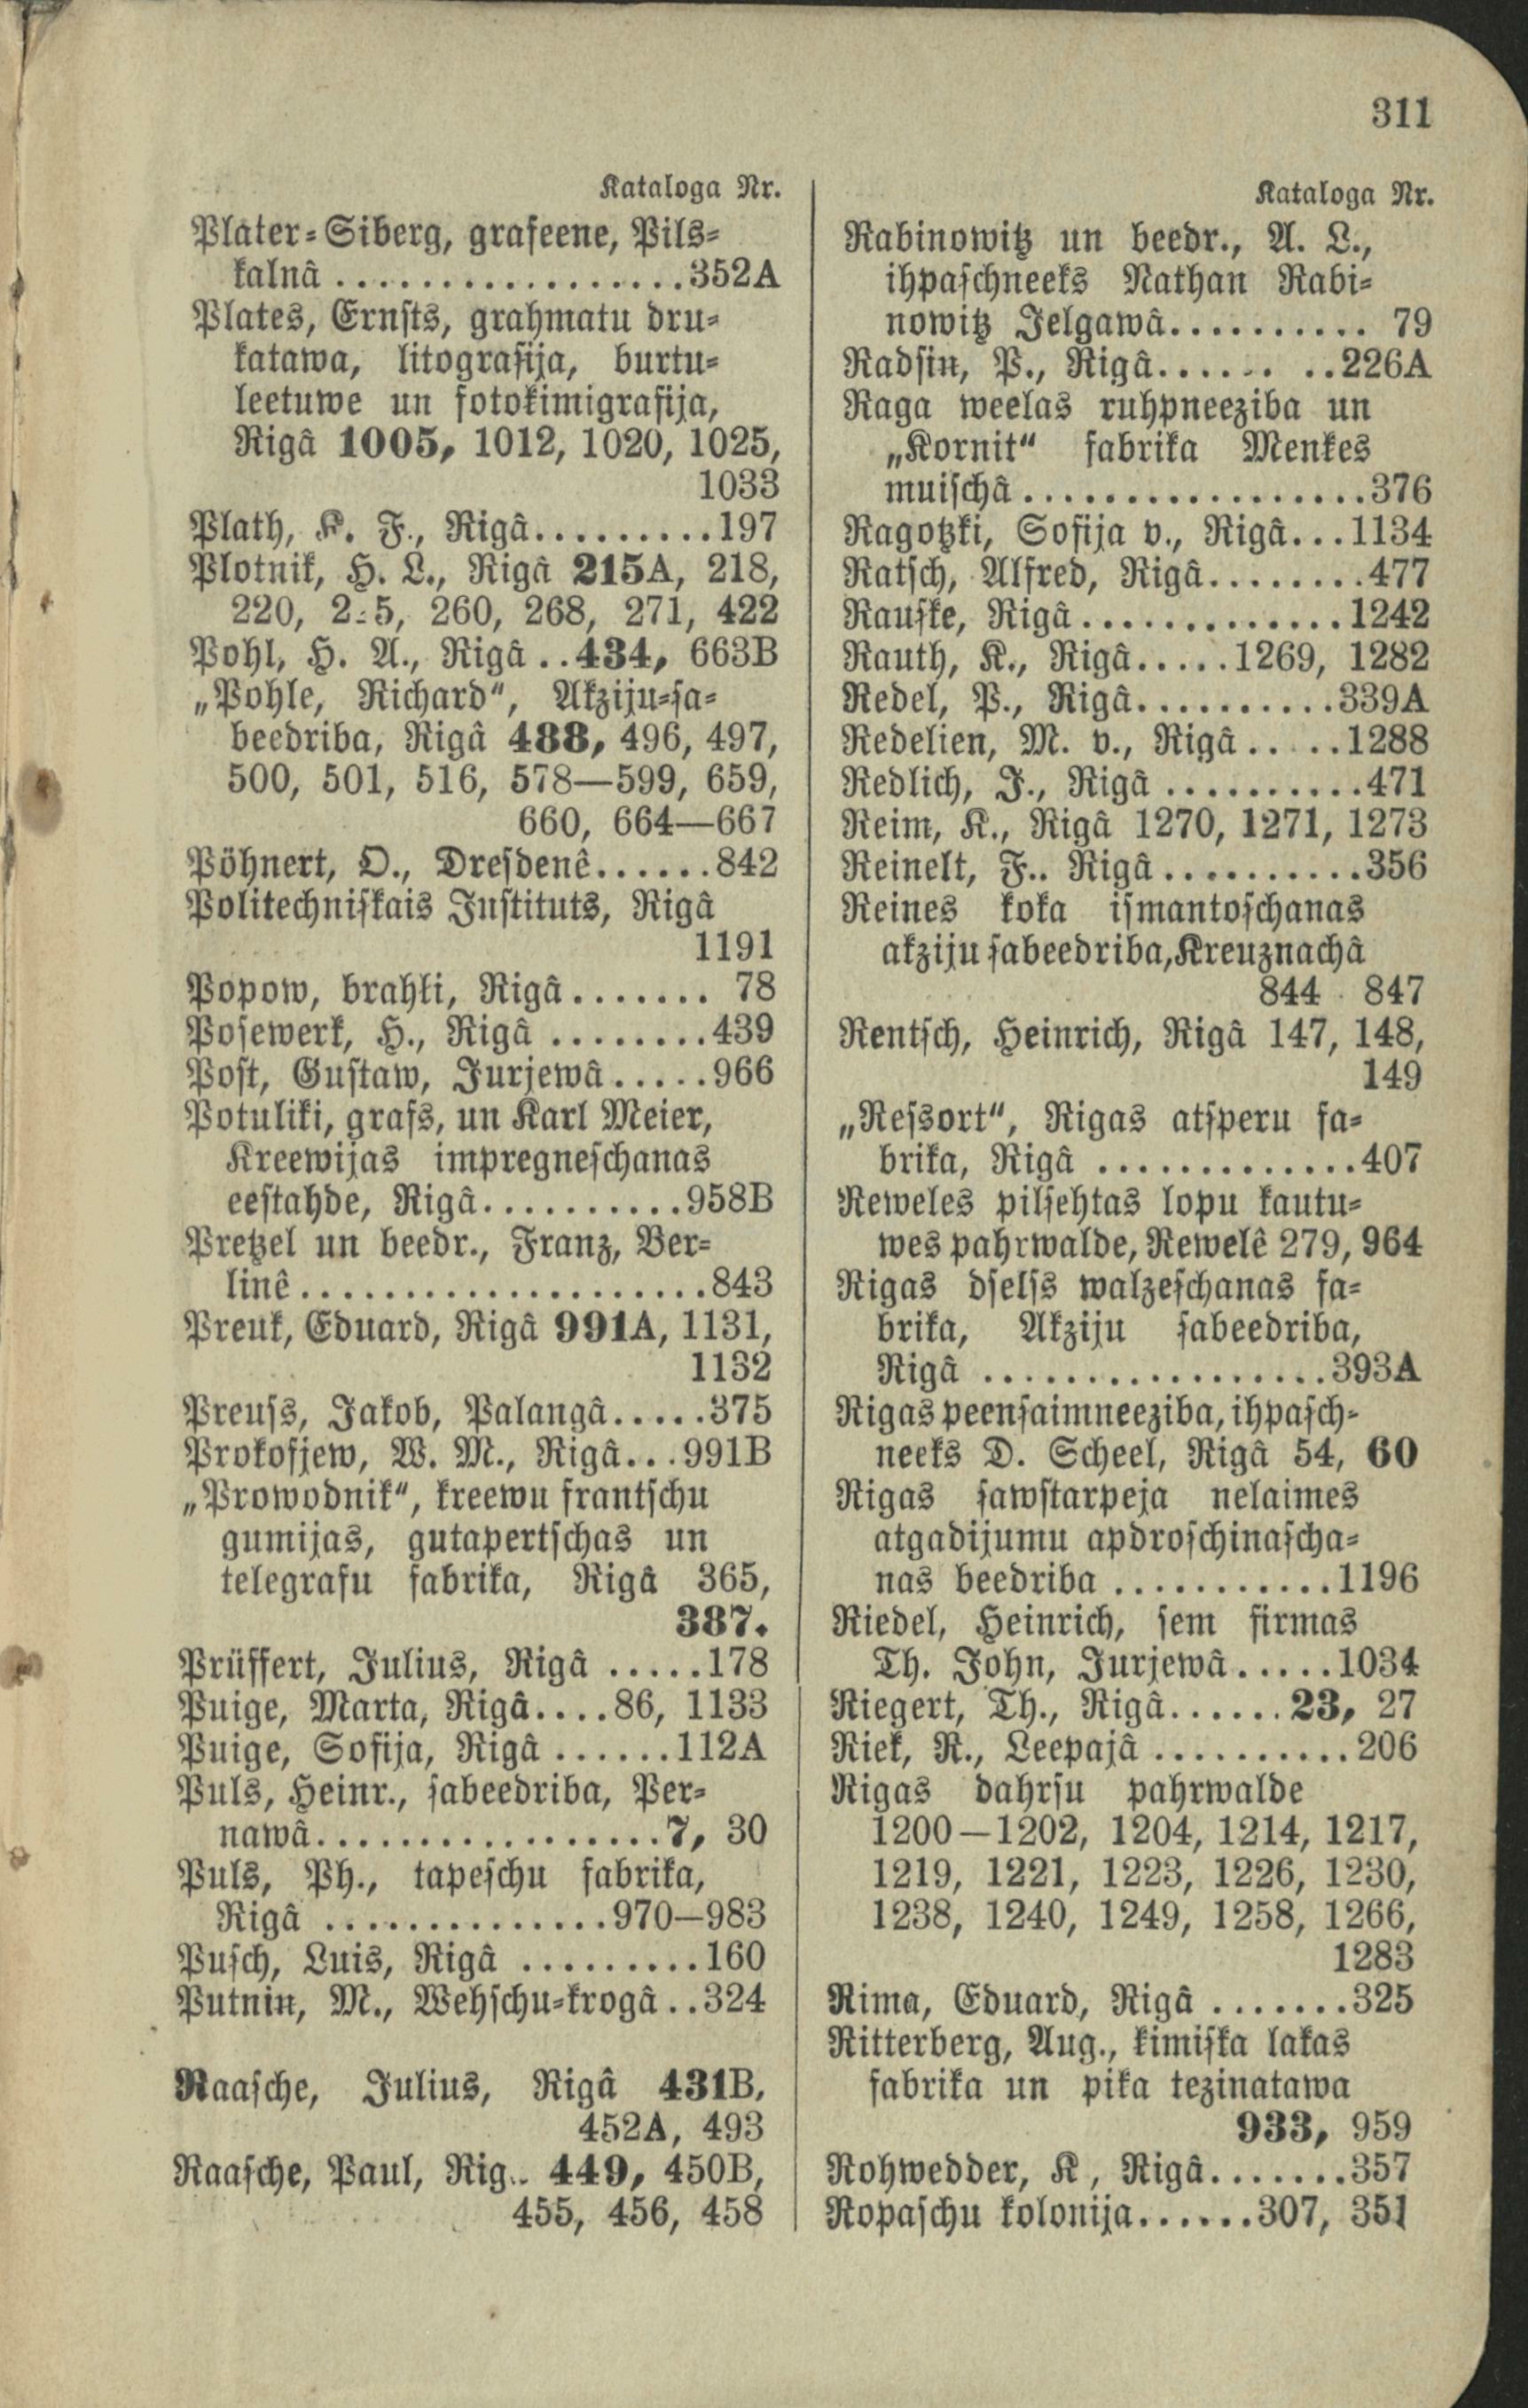 311
Kataloga Nr.
Plater-Siberg, grafeene, Pils-
kalnâ.................352A
Plates, Ernsts, grahmatu dru-
katawa, litografija, burtu-
leetuwe un fotokimigrafija,
Rigâ 1005, 1012, 1020, 1025,
1033
Plath, K. F., Rigâ.........197
Plotnik, H. L., Rigâ 215A, 218,
220, 260, 268, 271, 422
Pohl, H. A., Rigâ..434, 663B
„Pohle, Richard“, Akziju-sa-
beedriba, Rigâ 488, 496, 497,
500, 501, 516, 578—599, 659,
660, 664—667
Pöhnert, O., Dresdenê......842
Politechniskais Instituts, Rigâ
1191
Popow, brahļi, Rigâ....... 78
Posewerk, H., Rigâ ........439
Post, Gustaw, Jurjewâ.....966
Potuliki, grafs, un Karl Meier,
Kreewijas impregneschanas
eestahde, Rigâ..........958B
Pretzel un beedr., Franz, Ber-
linê....................843
Preuk, Eduard, Rigâ 991A, 1131,
1132
Preuss, Jakob, Palangâ.....375
Prokofjew, W. M., Rigâ...991B
„Prowodnik“, kreewu frantschu
gumijas, gutapertschas un
telegrafu fabrika, Rigâ 365,
387.
Prüffert, Julius, Rigâ .....178
Puige, Marta, Rigâ....86, 1133
Puige, Sofija, Rigâ ......112A
Puls, Heinr., sabeedriba, Per-
nawâ.................7, 30
Puls, Ph., tapeschu fabrika,
Rigâ ..............970—983
Pusch, Luis, Rigâ .........160
Putnin, M., Wehschu-krogâ..324
Raasche, Julius, Rigâ 431B,
452A, 493
Raasche, Paul, Rig.. 449, 450B,
455, 456, 458
Kataloga Nr.
Rabinowitz un beedr., A. L.,
ihpaschneeks Nathan Rabi-
nowitz Jelgawâ.......... 79
Radsin, P., Rigâ...... ..226A
Raga weelas ruhpneeziba un
„Kornit“ fabrika Menkes
muischâ.................376
Ragotzki, Sofija v., Rigâ...1134
Ratsch, Alfred, Rigâ........477
Rauske, Rigâ.............1242
Rauth, K., Rigâ.....1269, 1282
Redel, P., Rigâ..........339A
Redelien, M. v., Rigâ.. ..1288
Redlich, J., Rigâ ..........471
Reim, K., Rigâ 1270, 1271, 1273
Reinelt, F.. Rigâ..........356
Reines koka ismantoschanas
akziju sabeedriba, Kreuznachâ
844 847
Rentsch, Heinrich, Rigâ 147, 148,
149
„Ressort“, Rigas atsperu fa-
brika, Rigâ .............407
Reweles pilsehtas lopu kautu-
wes pahrwalde, Rewelê 279, 964
Rigas dselss walzeschanas fa-
brika, Akziju sabeedriba,
Rigâ .................393A
Rigas peensaimneeziba, ihpasch-
neeks D. Scheel, Rigâ 54, 60
Rigas sawstarpeja nelaimes
atgadijumu apdroschinascha-
nas beedriba ...........1196
Riedel, Heinrich, sem firmas
Th. John, Jurjewâ.....1034
Riegert, Th., Rigâ......23, 27
Riek, R., Leepajâ ..........206
Rigas dahrsu pahrwalde
1200—1202, 1204, 1214, 1217,
1219, 1221, 1223, 1226, 1230,
1238, 1240, 1249, 1258, 1266,
1283
Rima, Eduard, Rigâ .......325
Ritterberg, Aug., kimiska lakas
fabrika un pika tezinatawa
933, 959
Rohwedder, K, Rigâ.......357
Ropaschu kolonija......307, 351